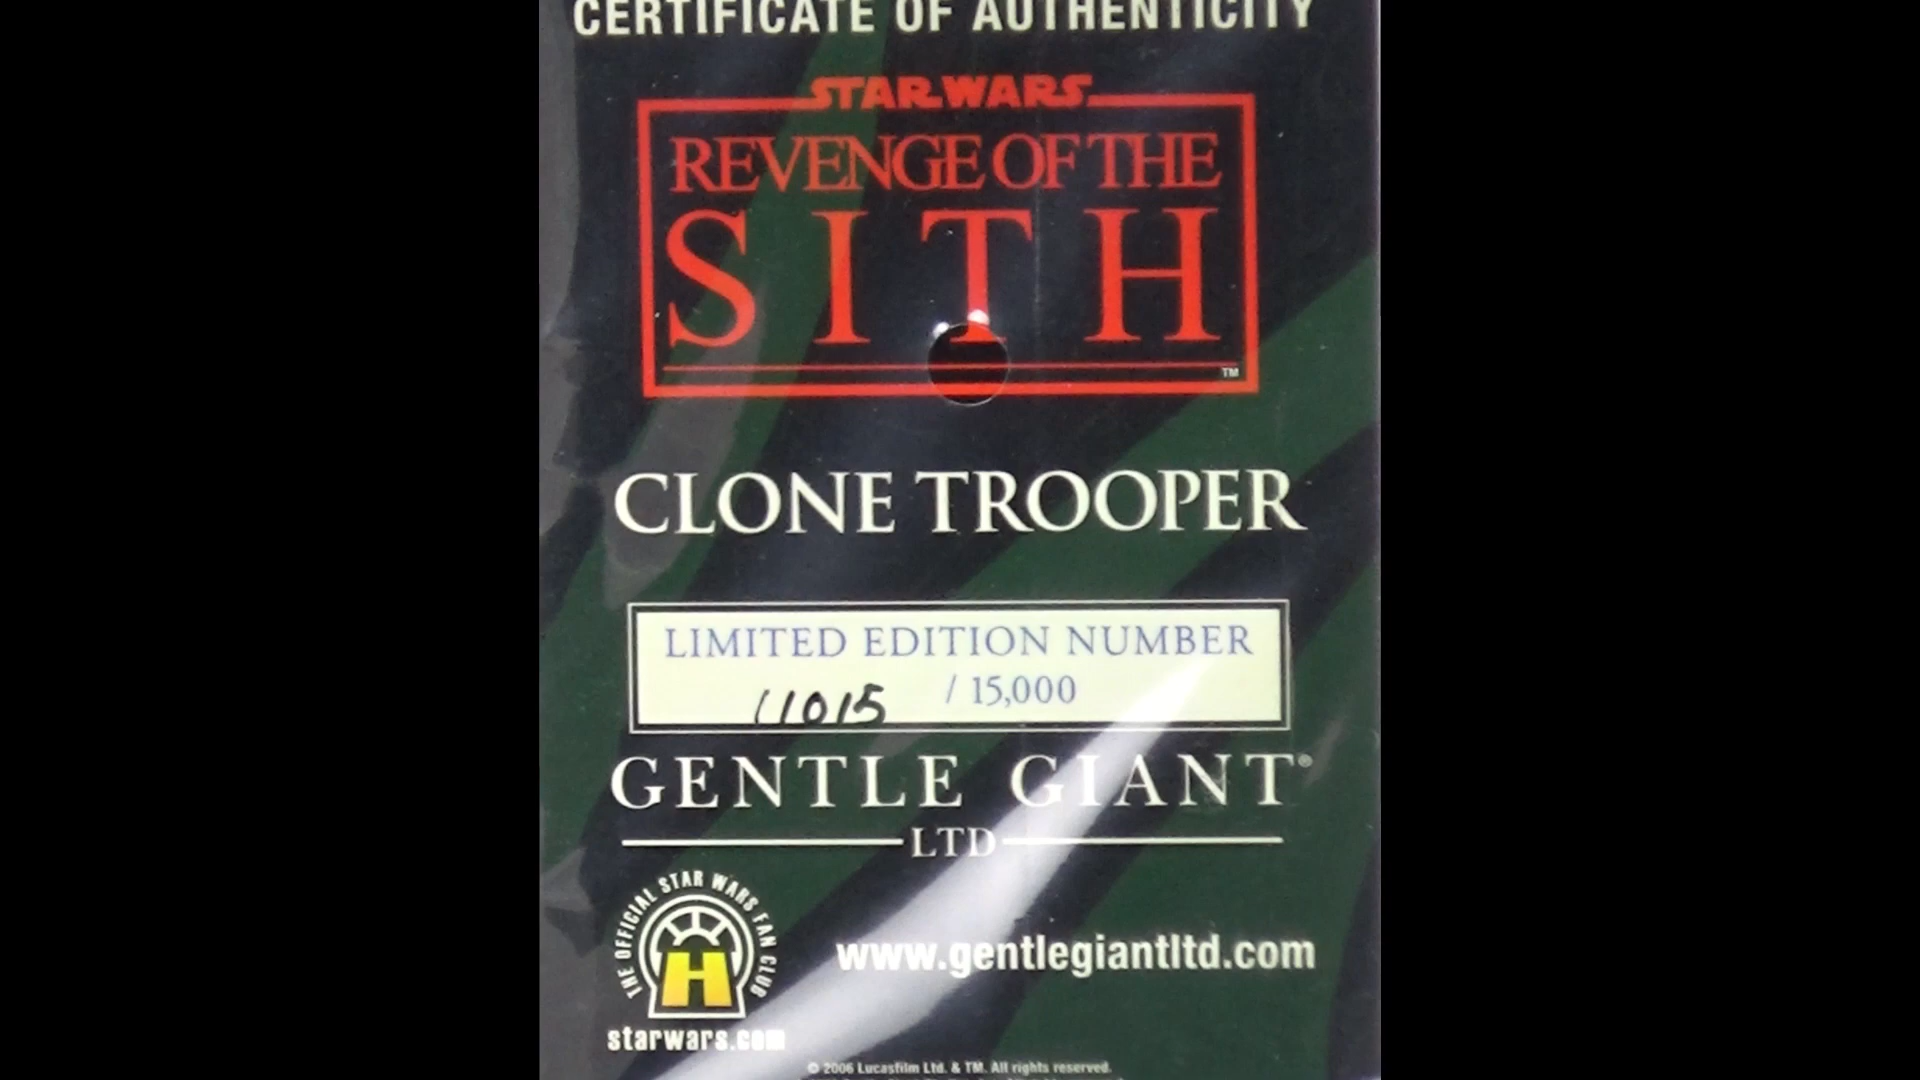 CERTIFICATE OF AUTHENTICITY
STAR WARS
REVENGE OF THE
SITH
TM
CLONE TROOPER
LIMITED EDITION NUMBER
11015 / 15,000
GENTLE GIANT®
LTD
THE OFFICIAL STAR WARS FAN CLUB
H
starwars.com
www.gentlegiantltd.com
© 2006 Lucasfilm Ltd. & TM. All rights reserved.